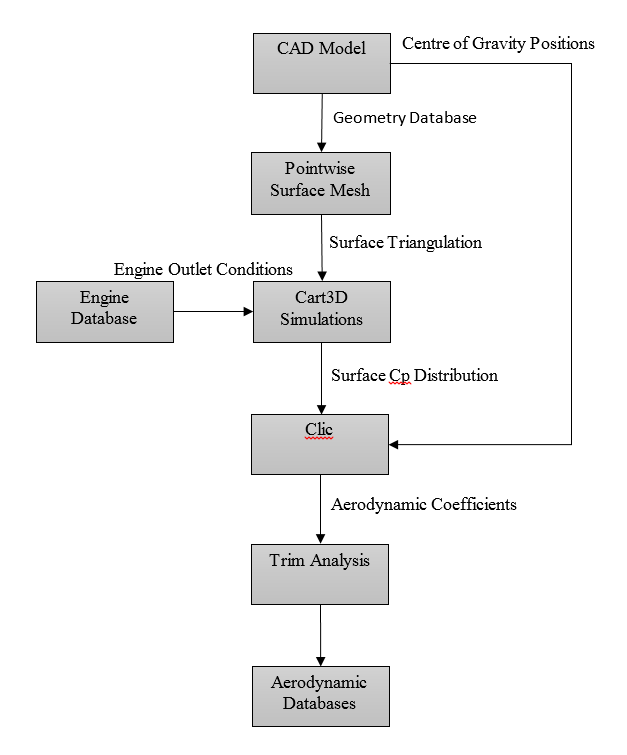 CAD Model
Centre of Gravity Positions
Geometry Database
Pointwise
Surface Mesh
Surface Triangulation
Engine Outlet Conditions
Engine
Database
Cart3D
Simulations
Surface Cp Distribution
Clic
Aerodynamic Coefficients
Trim Analysis
Aerodynamic
Databases